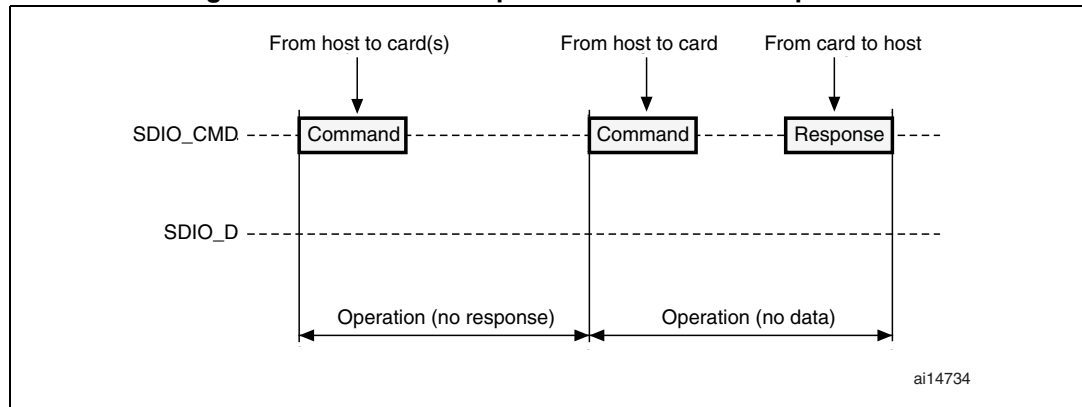 From host to card(s) From host to card From card to host
SDIO_CMD Command Command Response
SDIO_D
Operation (no response) Operation (no data)
ai14734